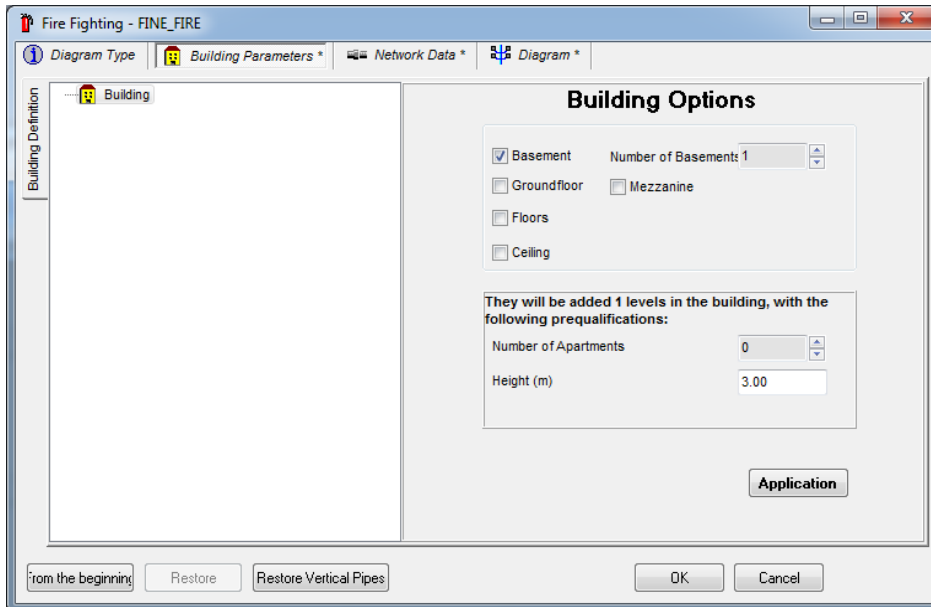 Fire Fighting - FINE_FIRE
Diagram Type
Building Parameters *
Network Data *
Diagram *
Building Definition
Building
Building Options
Basement
Number of Basements
1
Groundfloor
Mezzanine
Floors
Ceiling
They will be added 1 levels in the building, with the
following prequalifications:
Number of Apartments
0
Height (m)
3.00
Application
From the beginning
Restore
Restore Vertical Pipes
OK
Cancel